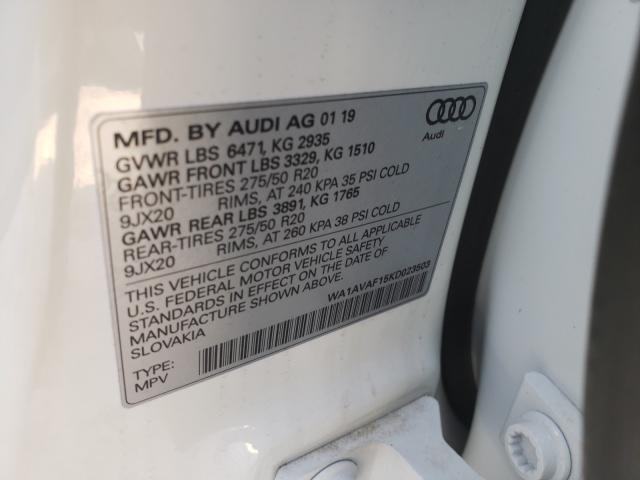 MFD. BY AUDI AG 01 19
Audi
GVWR LBS 6471, KG 2935
GAWR FRONT LBS 3329, KG 1510
FRONT-TIRES 275/50 R20
9JX20 RIMS, AT 240 KPA 35 PSI COLD
GAWR REAR LBS 3891, KG 1765
REAR-TIRES 275/50 R20
9JX20 RIMS, AT 260 KPA 38 PSI COLD
THIS VEHICLE CONFORMS TO ALL APPLICABLE
U.S. FEDERAL MOTOR VEHICLE SAFETY
STANDARDS IN EFFECT ON THE DATE OF
MANUFACTURE SHOWN ABOVE.
SLOVAKIA
WA1AVAF15KD023503
TYPE:
MPV